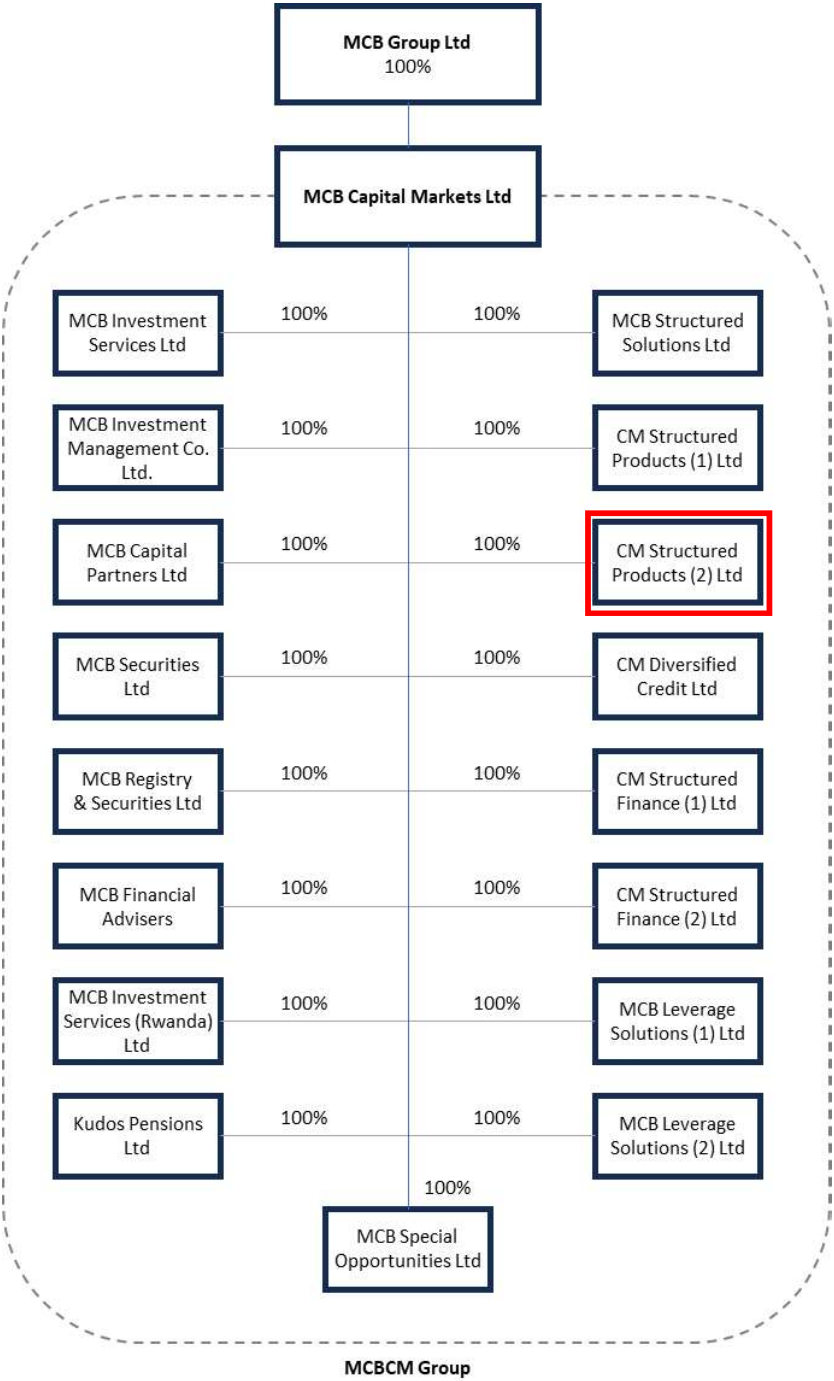 MCB Group Ltd
100%
MCB Capital Markets Ltd
MCB Investment
Services Ltd
100%
100%
MCB Structured
Solutions Ltd
MCB Investment
Management Co.
Ltd.
100%
100%
CM Structured
Products (1) Ltd
MCB Capital
Partners Ltd
100%
100%
CM Structured
Products (2) Ltd
MCB Securities
Ltd
100%
100%
CM Diversified
Credit Ltd
MCB Registry
& Securities Ltd
100%
100%
CM Structured
Finance (1) Ltd
MCB Financial
Advisers
100%
100%
CM Structured
Finance (2) Ltd
MCB Investment
Services (Rwanda)
Ltd
100%
100%
MCB Leverage
Solutions (1) Ltd
Kudos Pensions
Ltd
100%
100%
MCB Leverage
Solutions (2) Ltd
100%
MCB Special
Opportunities Ltd
MCBCM Group